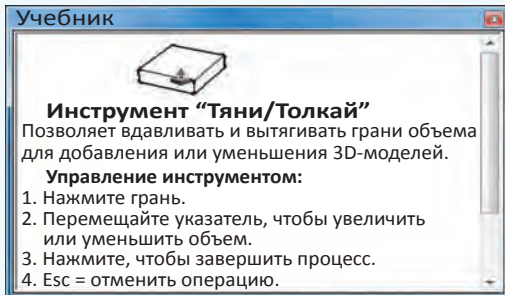 Учебник
Инструмент “Тяни/Толкай”
Позволяет вдавливать и вытягивать грани объема
для добавления или уменьшения 3D-моделей.
Управление инструментом:
1. Нажмите грань.
2. Перемещайте указатель, чтобы увеличить
или уменьшить объем.
3. Нажмите, чтобы завершить процесс.
4. Esc = отменить операцию.